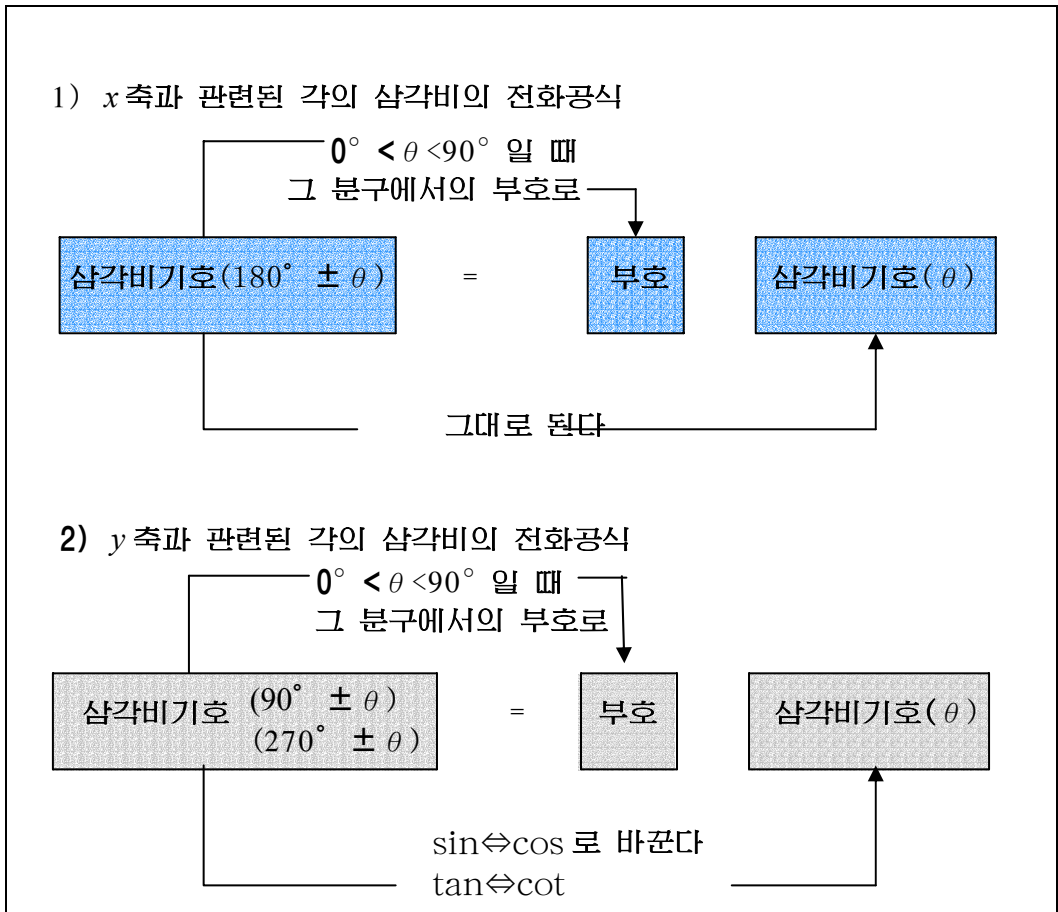 1) x축과 관련된 각의 삼각비의 전화공식
0° < θ <90° 일 때
그 분구에서의 부호로
삼각비기호(180° ± θ) = 부호 삼각비기호(θ)
그대로 된다
2) y축과 관련된 각의 삼각비의 전화공식
0° < θ <90° 일 때
그 분구에서의 부호로
삼각비기호 (90° ± θ) = 부호 삼각비기호(θ)
(270° ± θ)
sin⇔cos로 바꾼다
tan⇔cot